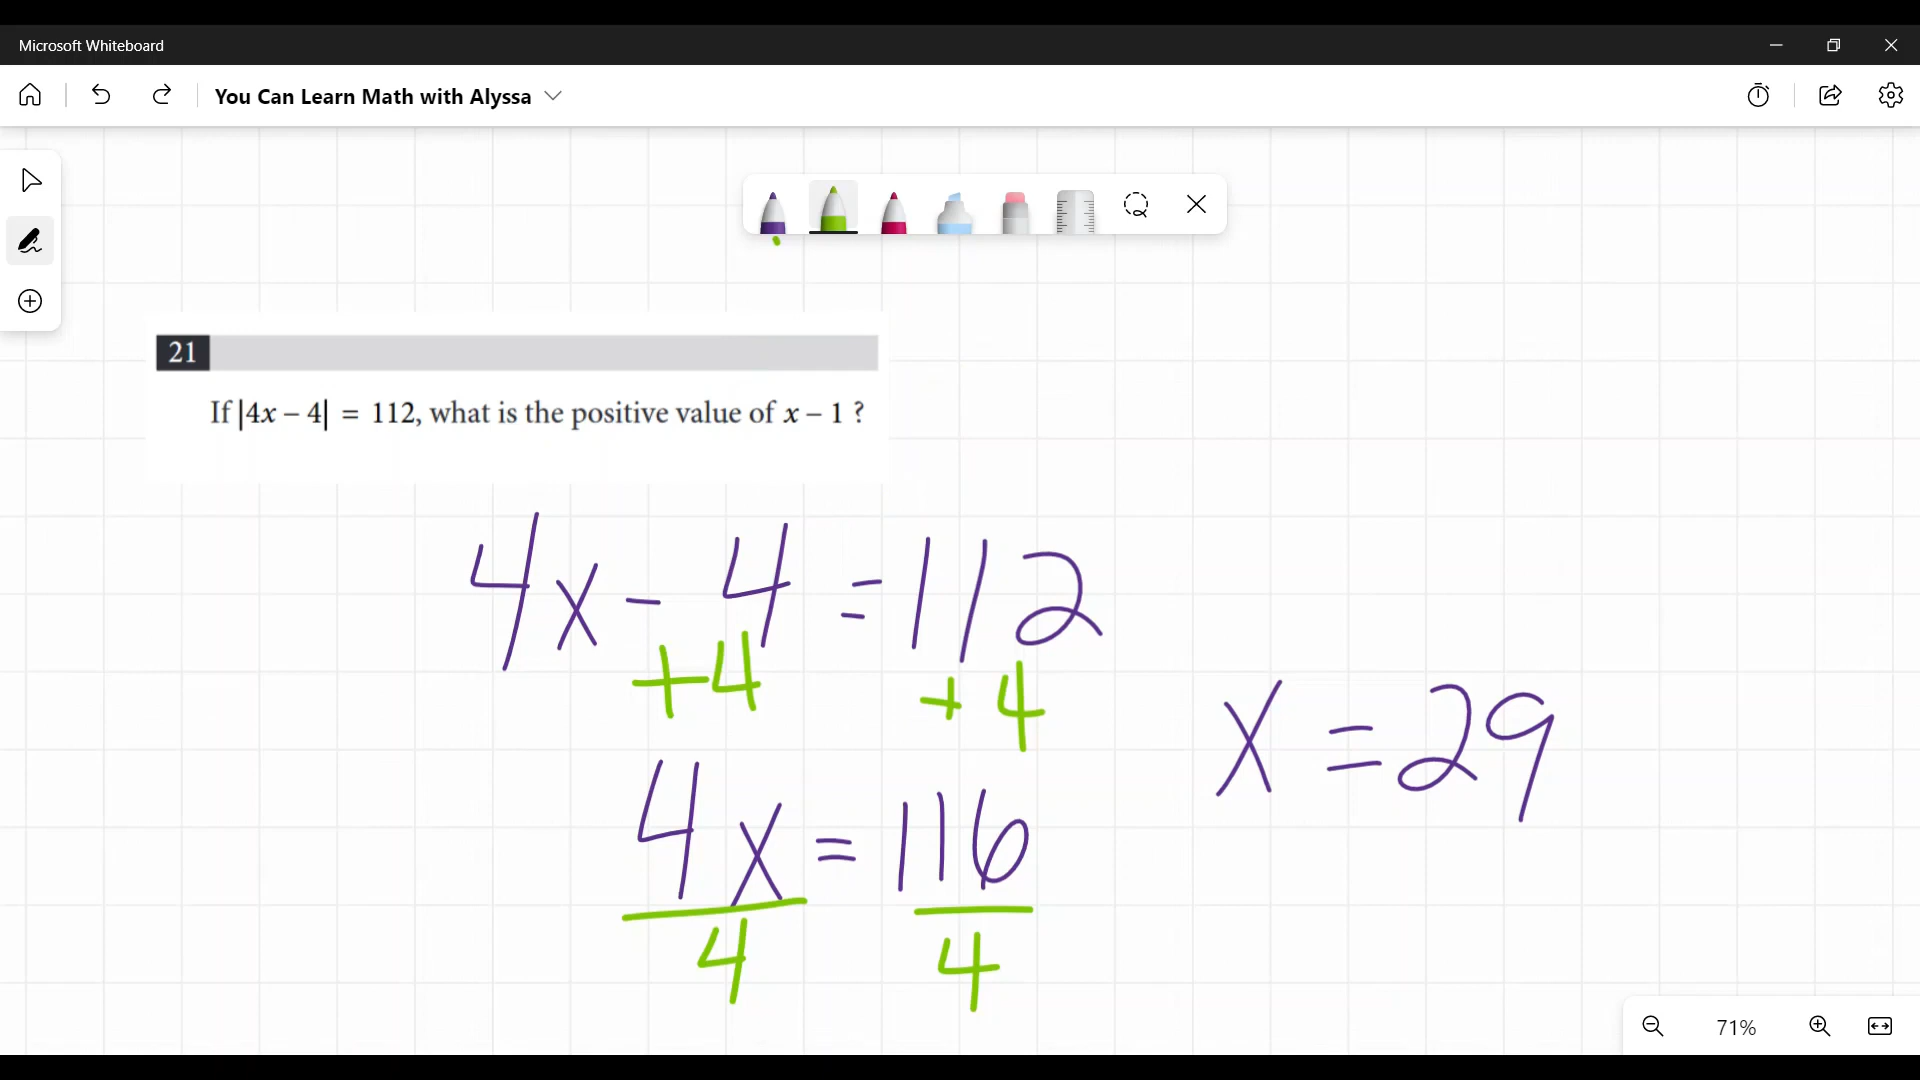 Microsoft Whiteboard
You Can Learn Math with Alyssa
21
If |4x – 4| = 112, what is the positive value of x – 1 ?
4x - 4 = 112
+4 +4
x = 29
4x = 116
4 4
71%